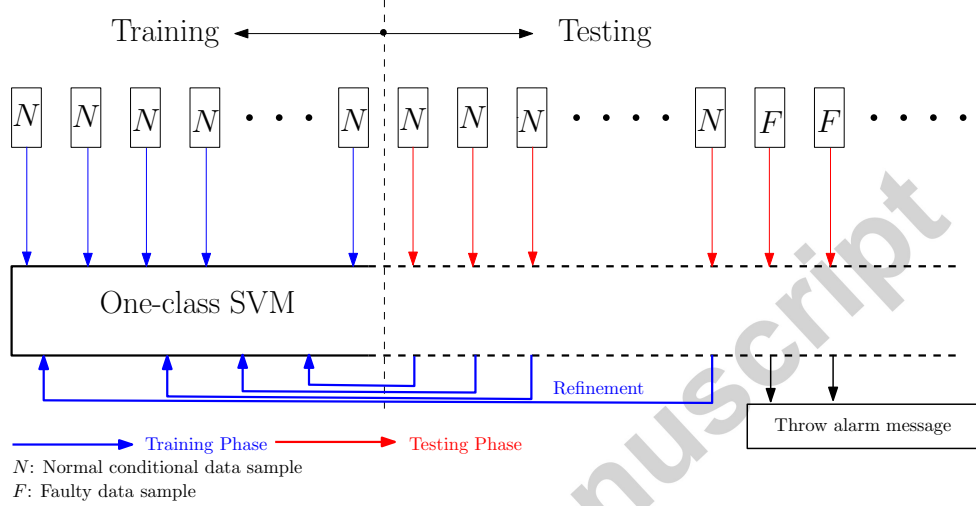 Training Testing
N N N N N N N N N F F
One-class SVM
Refinement
Throw alarm message
Training Phase Testing Phase
N: Normal conditional data sample
F: Faulty data sample
nuscript